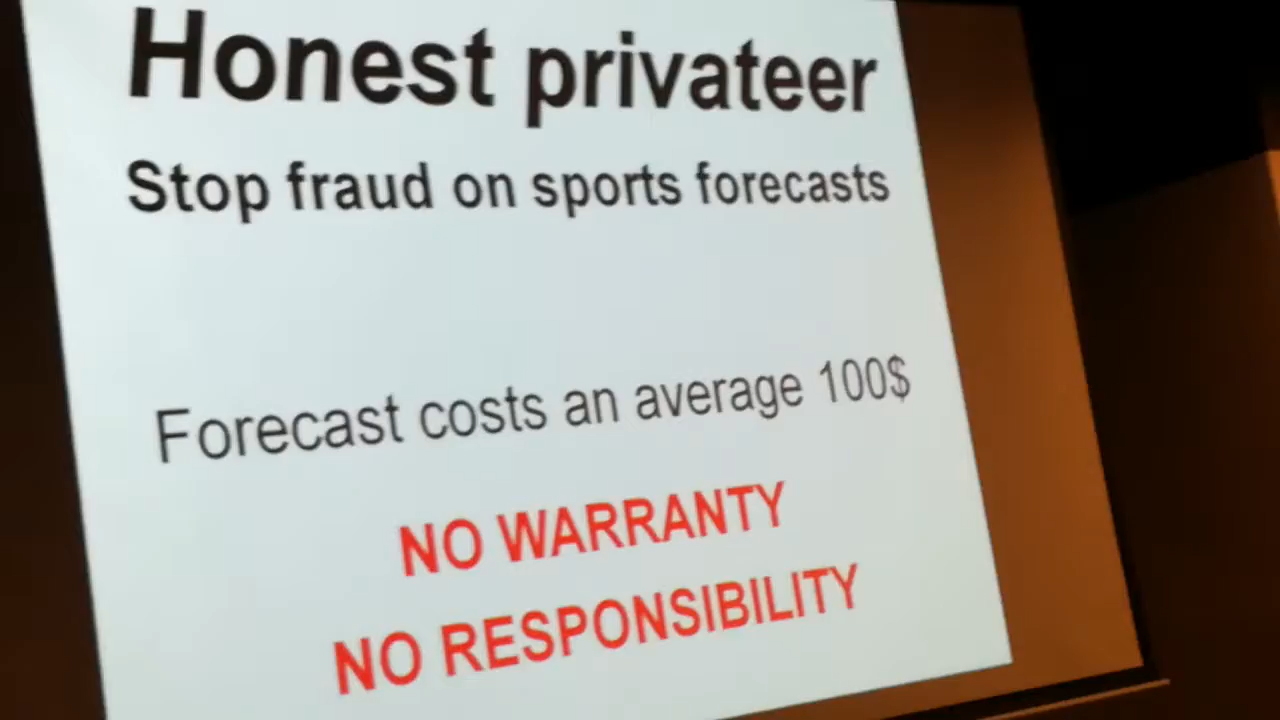 Honest privateer
Stop fraud on sports forecasts
Forecast costs an average 100$
NO WARRANTY
NO RESPONSIBILITY